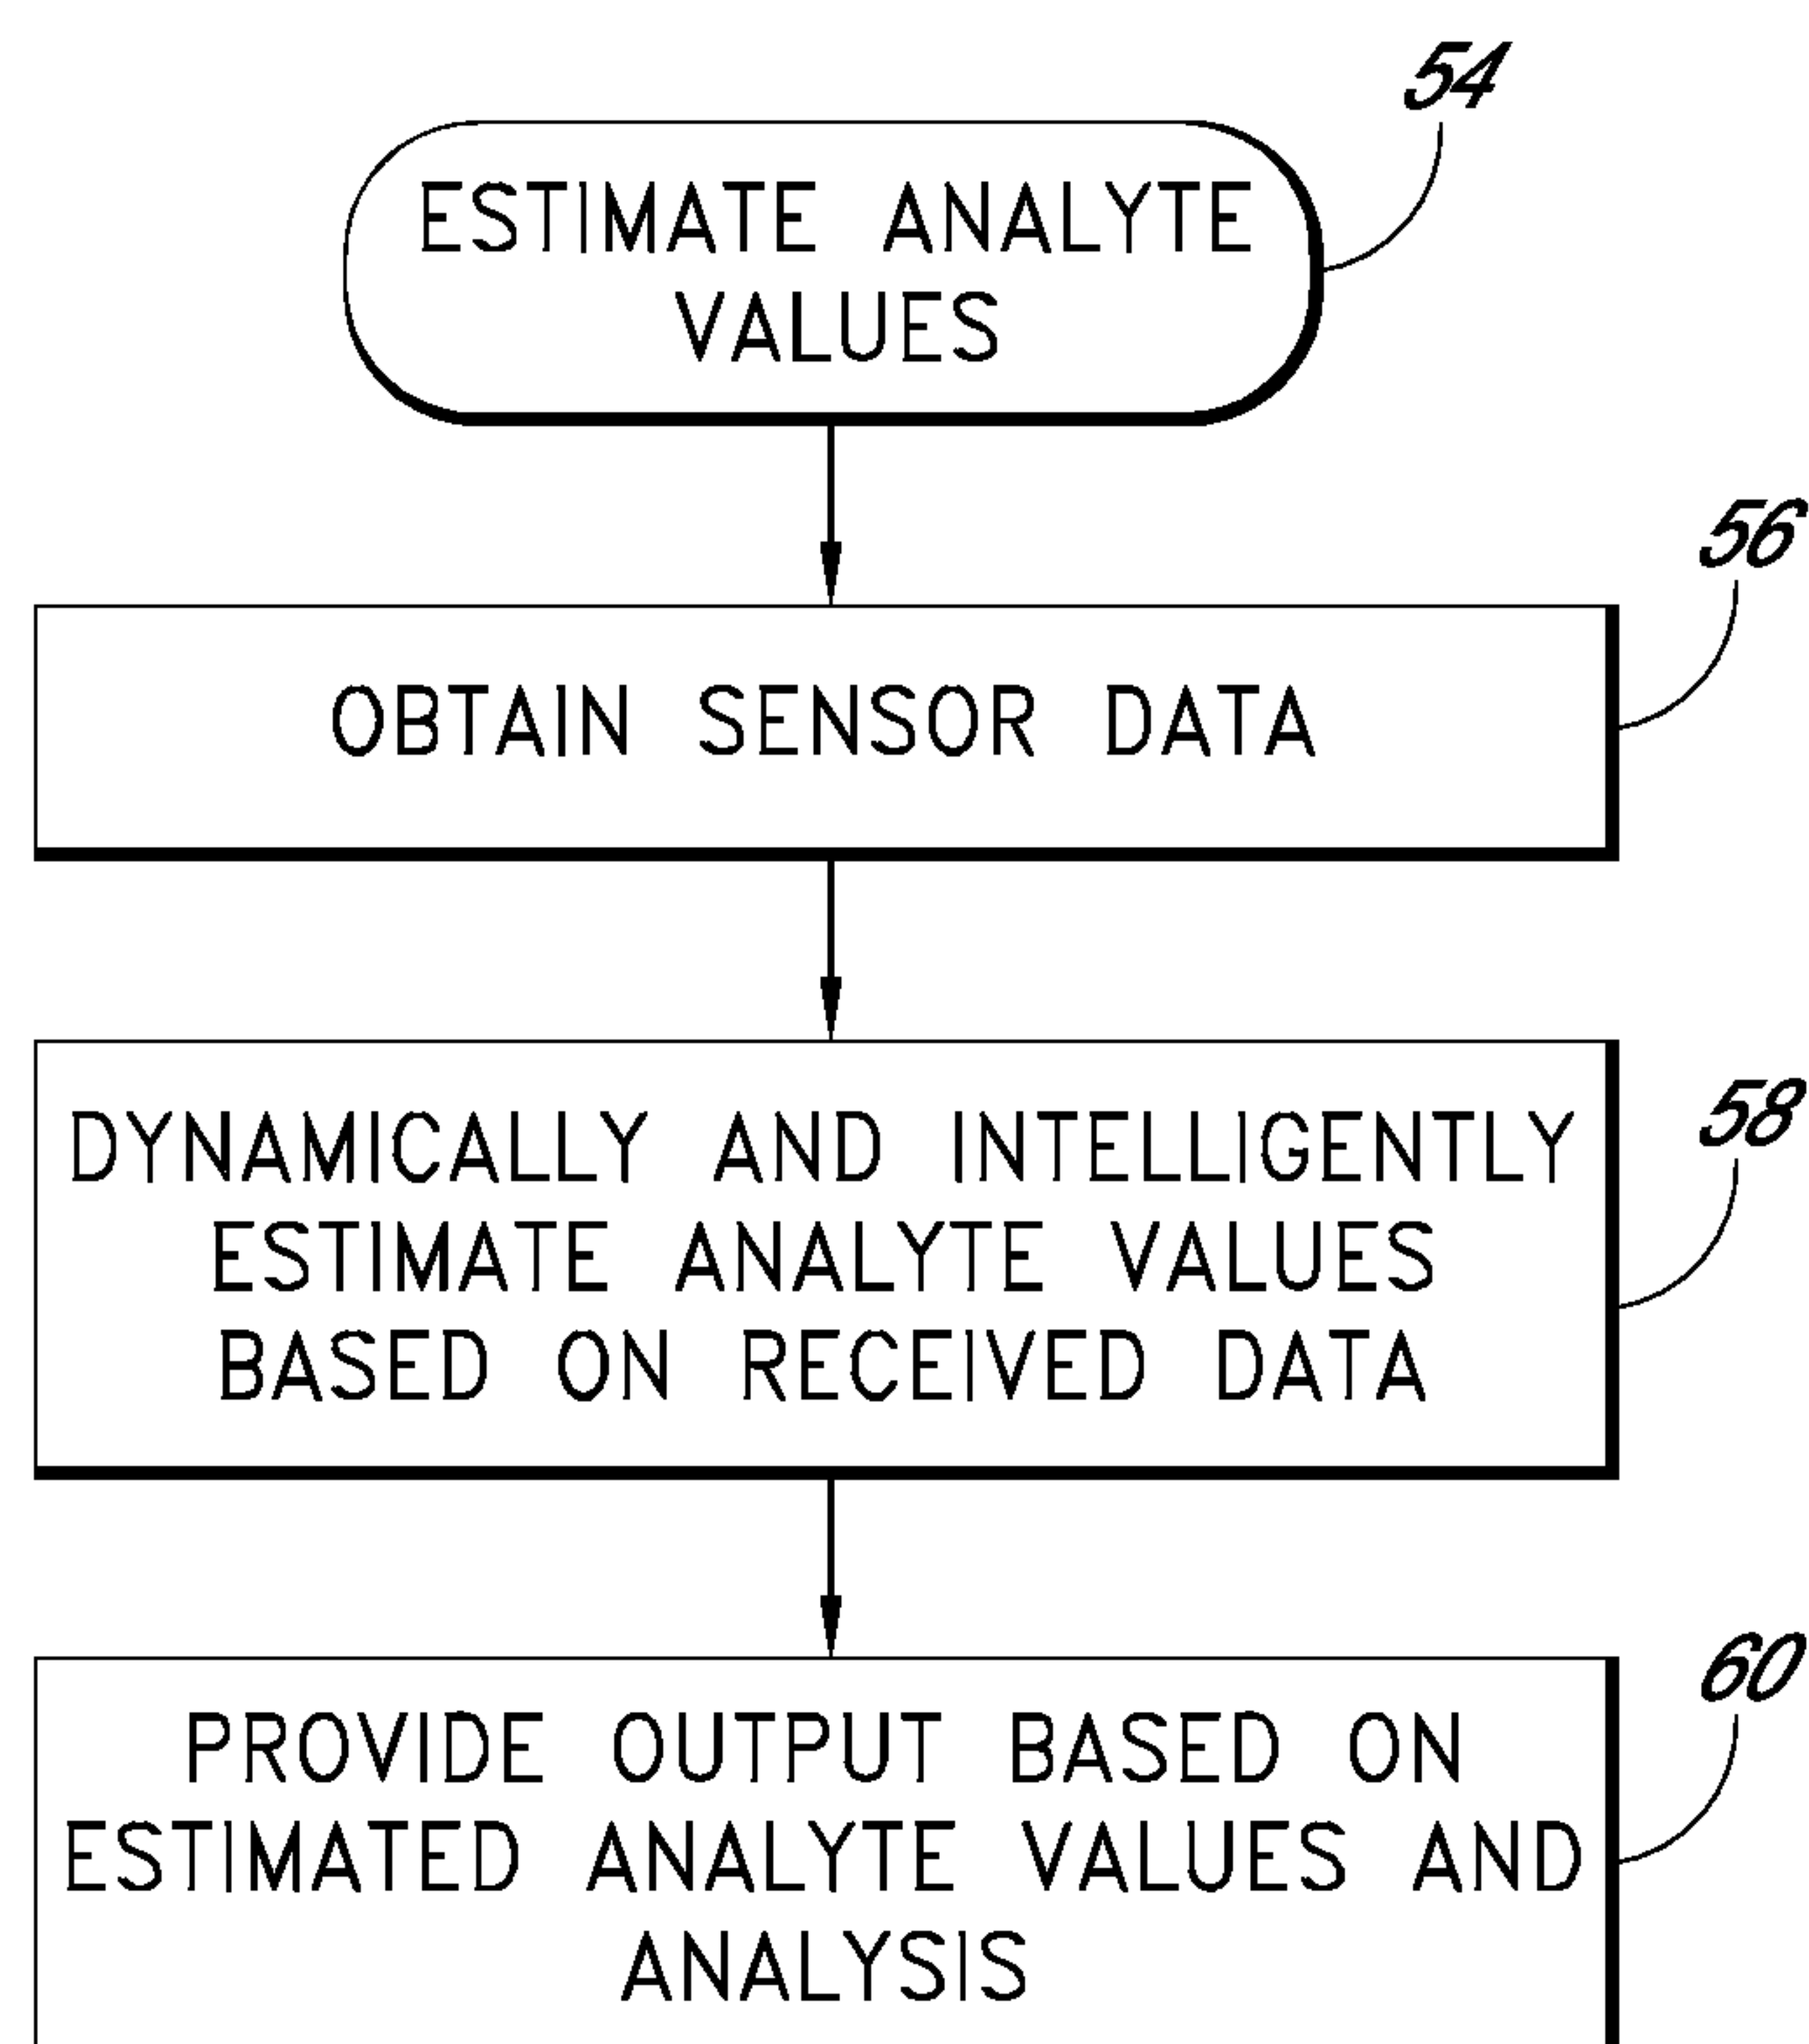 54
ESTIMATE ANALYTE
VALUES
56
OBTAIN SENSOR DATA
58
DYNAMICALLY AND INTELLIGENTLY
ESTIMATE ANALYTE VALUES
BASED ON RECEIVED DATA
60
PROVIDE OUTPUT BASED ON
ESTIMATED ANALYTE VALUES AND
ANALYSIS